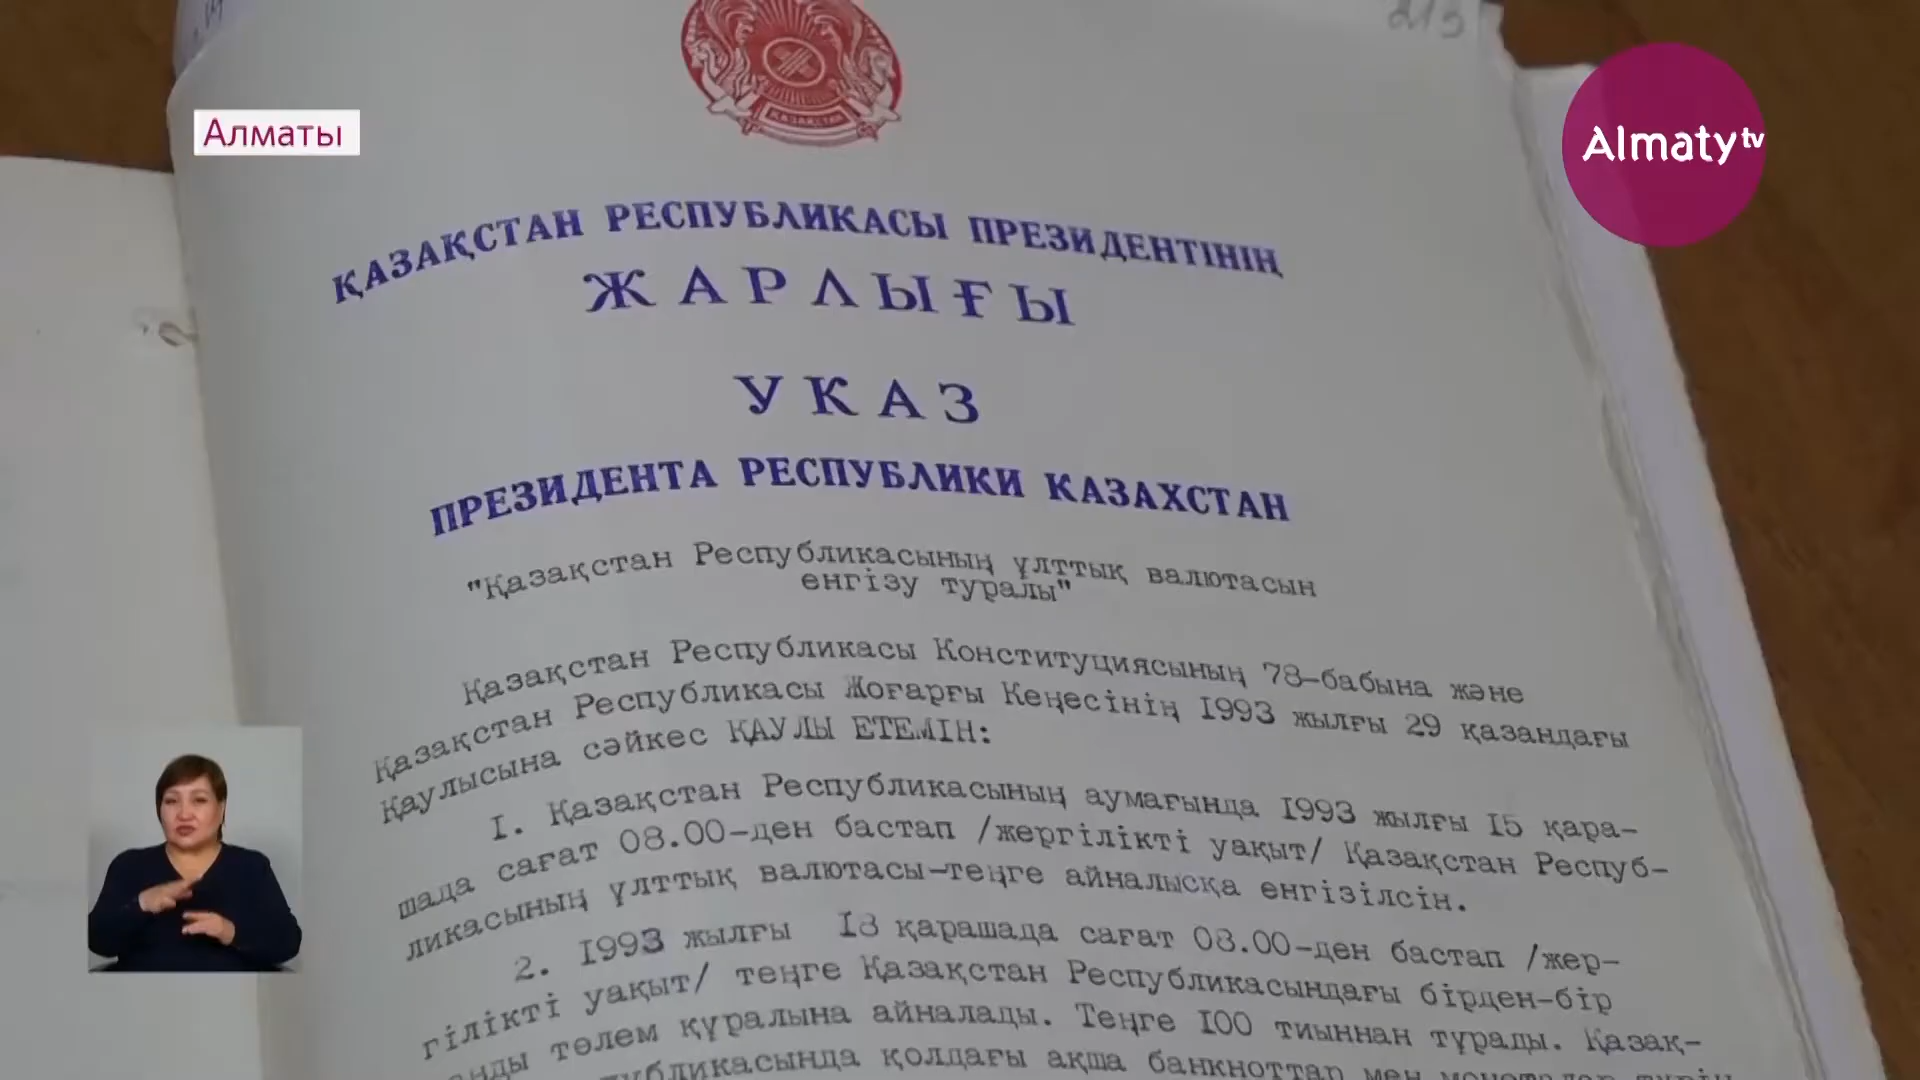 213
Алматы
Almaty tv
ҚАЗАҚСТАН
ҚАЗАҚСТАН РЕСПУБЛИКАСЫ ПРЕЗИДЕНТІНІҢ
ЖАРЛЫҒЫ
УКАЗ
ПРЕЗИДЕНТА РЕСПУБЛИКИ КАЗАХСТАН
"Қазақстан Республикасының ұлттық валютасын
енгізу туралы"
Қазақстан Республикасы Конституциясының 78-бабына және
Қазақстан Республикасы Жоғарғы Кеңесінің 1993 жылғы 29 қазандағы
Қаулысына сәйкес ҚАУЛЫ ЕТЕМІН:
I. Қазақстан Республикасының аумағында 1993 жылғы 15 қара-
шада сағат 08.00-ден бастап /жергілікті уақыт/ Қазақстан Респуб-
ликасының ұлттық валютасы-теңге айналысқа енгізілсін.
2. 1993 жылғы 18 қарашада сағат 08.00-ден бастап /жер-
гілікті уақыт/ теңге Қазақстан Республикасындағы бірден-бір
төлем құралына айналады. Теңге 100 тиыннан тұрады. Қазақ-
қолдағы ақша банкноттар мен